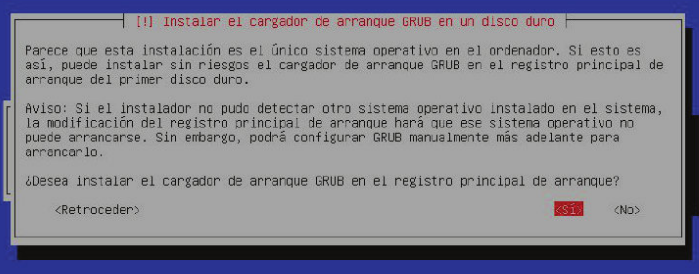 [!] Instalar el cargador de arranque GRUB en un disco duro
Parece que esta instalación es el único sistema operativo en el ordenador. Si esto es
así, puede instalar sin riesgos el cargador de arranque GRUB en el registro principal de
arranque del primer disco duro.
Aviso: Si el instalador no pudo detectar otro sistema operativo instalado en el sistema,
la modificación del registro principal de arranque hará que ese sistema operativo no
puede arrancarse. Sin embargo, podrá configurar GRUB manualmente más adelante para
arrancarlo.
¿Desea instalar el cargador de arranque GRUB en el registro principal de arranque?
<Retroceder> <Sí> <No>